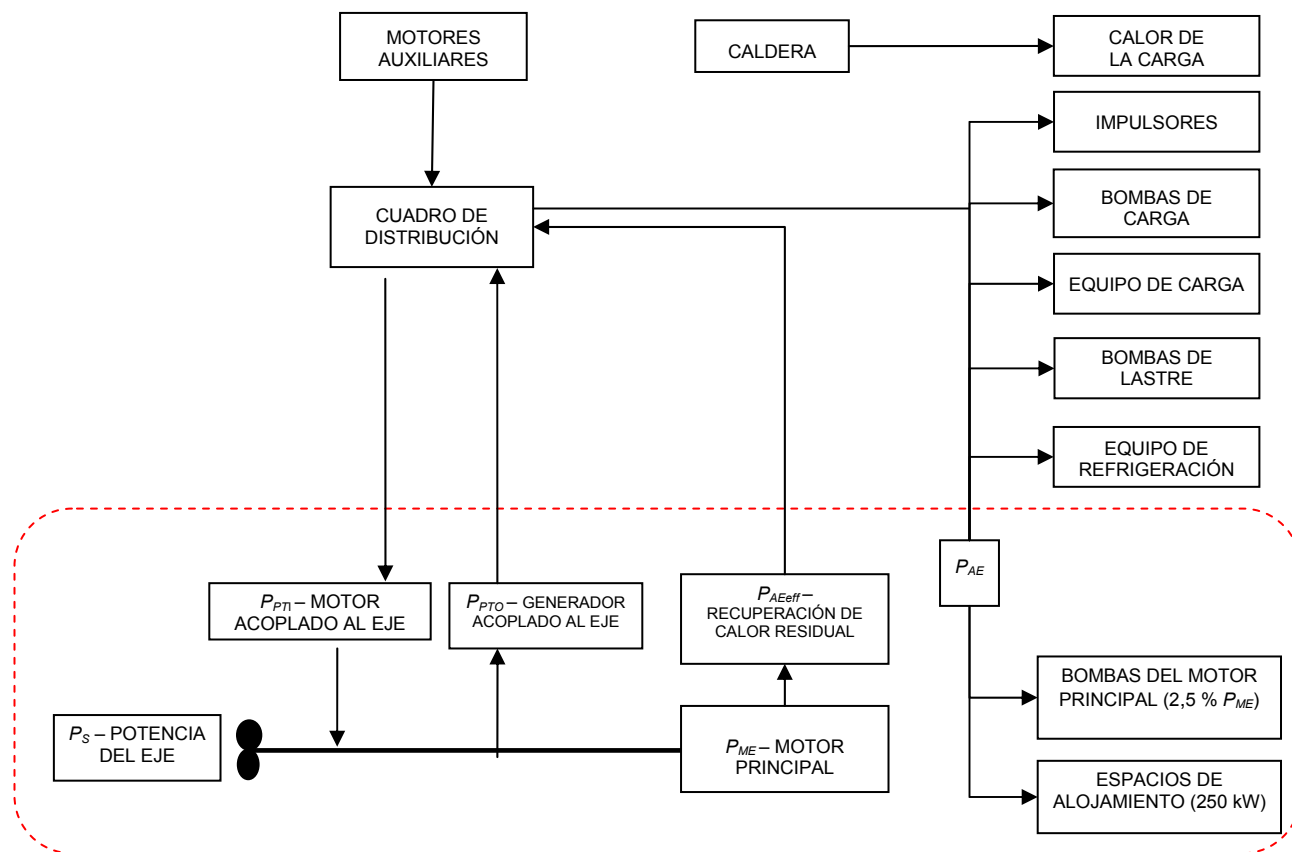 MOTORES
AUXILIARES
CALDERA
CALOR DE
LA CARGA
IMPULSORES
CUADRO DE
DISTRIBUCIÓN
BOMBAS DE
CARGA
EQUIPO DE CARGA
BOMBAS DE
LASTRE
EQUIPO DE
REFRIGERACIÓN
PAE
PPTI – MOTOR
ACOPLADO AL EJE
PPTO – GENERADOR
ACOPLADO AL EJE
PAEeff –
RECUPERACIÓN DE
CALOR RESIDUAL
BOMBAS DEL MOTOR
PRINCIPAL (2,5 % PME)
PS – POTENCIA
DEL EJE
PME – MOTOR
PRINCIPAL
ESPACIOS DE
ALOJAMIENTO (250 kW)